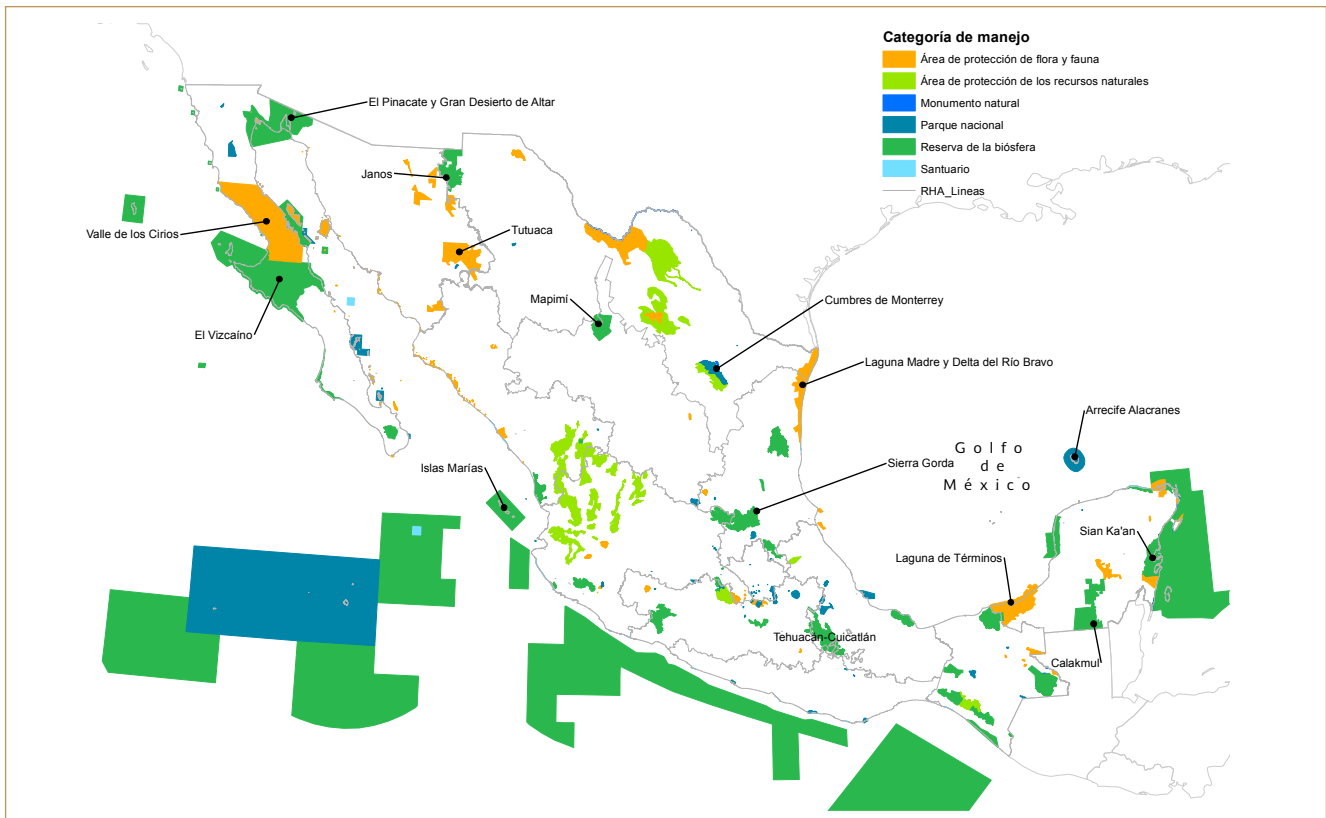 Categoría de manejo
Área de protección de flora y fauna
Área de protección de los recursos naturales
Monumento natural
Parque nacional
Reserva de la biósfera
Santuario
RHA_Lineas
El Pinacate y Gran Desierto de Altar
Janos
Valle de los Cirios
Tutuaca
Mapimí
Cumbres de Monterrey
El Vizcaíno
Laguna Madre y Delta del Río Bravo
Arrecife Alacranes
Golfo
de
México
Sierra Gorda
Islas Marías
Sian Ka'an
Laguna de Términos
Tehuacán-Cuicatlán
Calakmul